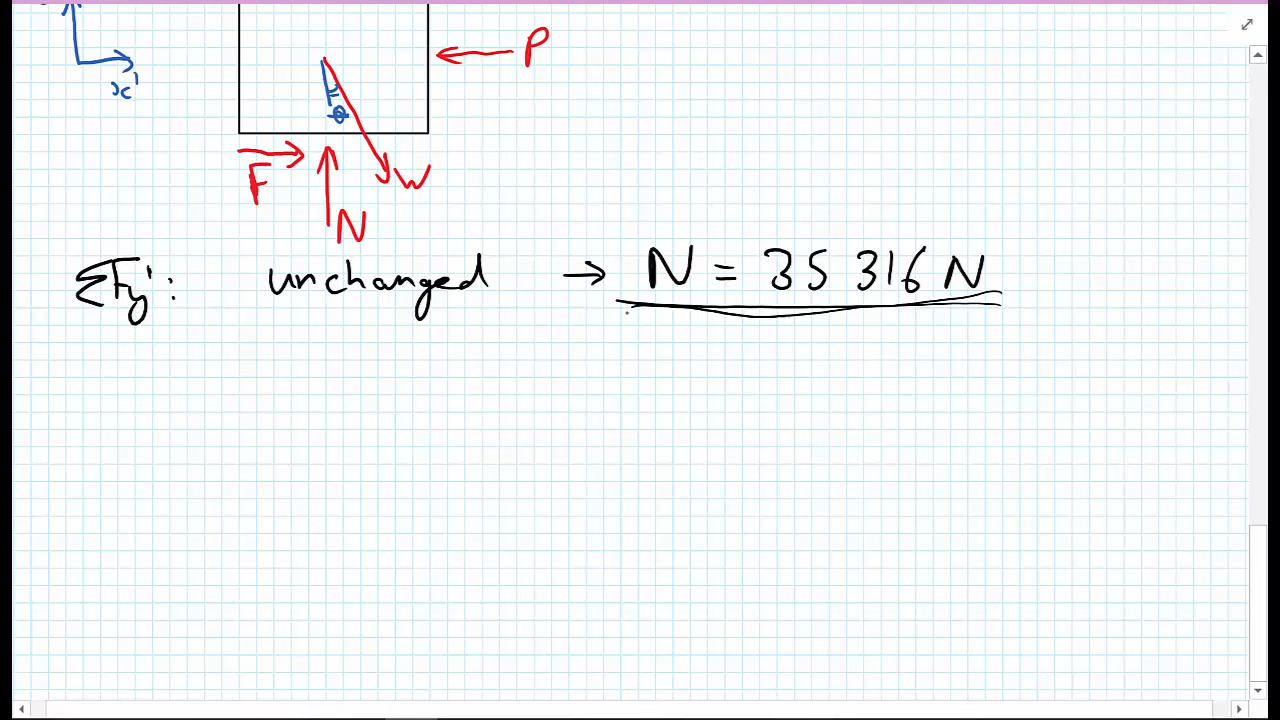 P
x'
θ
F
W
N
ΣFy': unchanged → N = 35 316 N